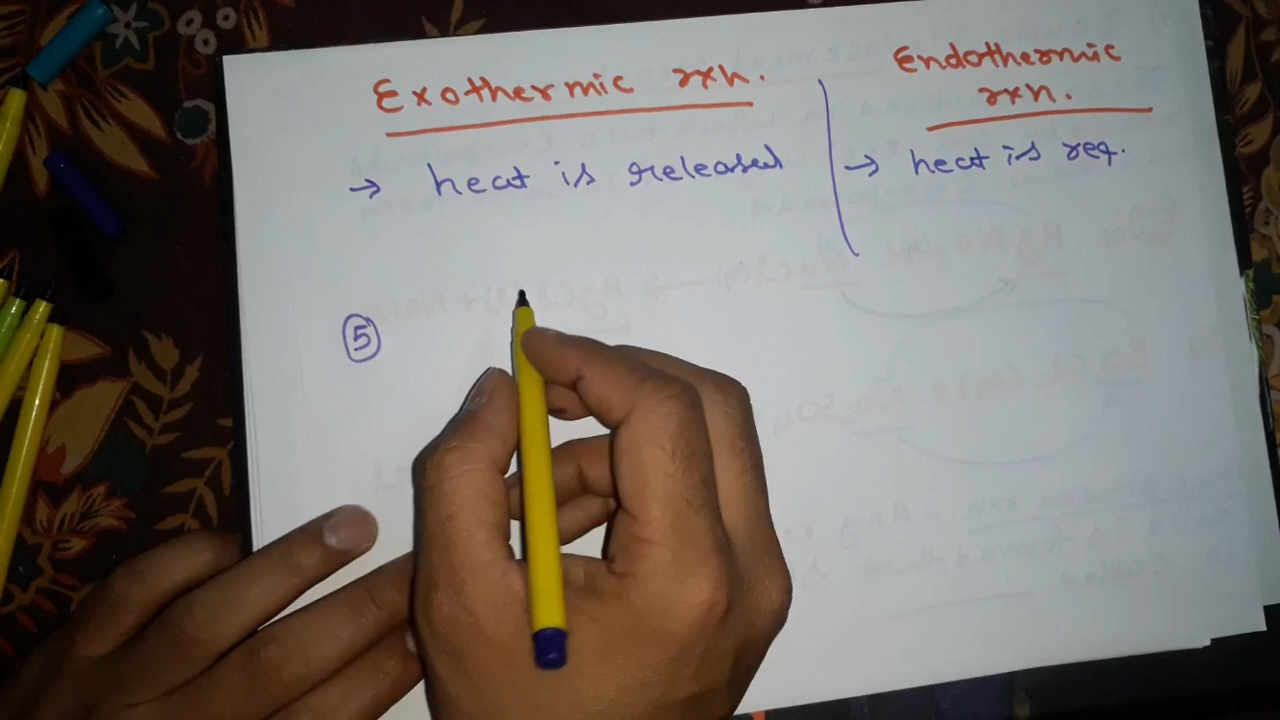 Exothermic rxn.
→ heat is released
Endothermic
rxn.
→ heat is req.
⑤